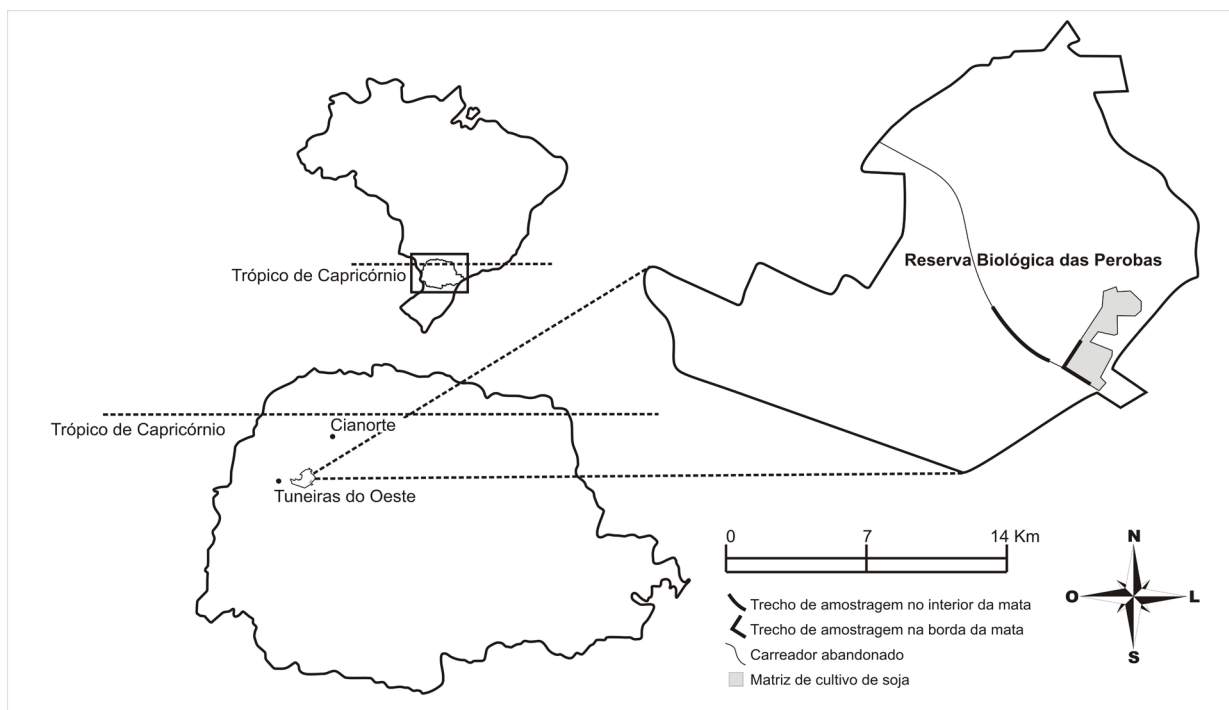 Trópico de Capricórnio
Reserva Biológica das Perobas
Trópico de Capricórnio
Cianorte
Tuneiras do Oeste
0 7 14 Km
Trecho de amostragem no interior da mata
Trecho de amostragem na borda da mata
Carreador abandonado
Matriz de cultivo de soja
N
O L
S